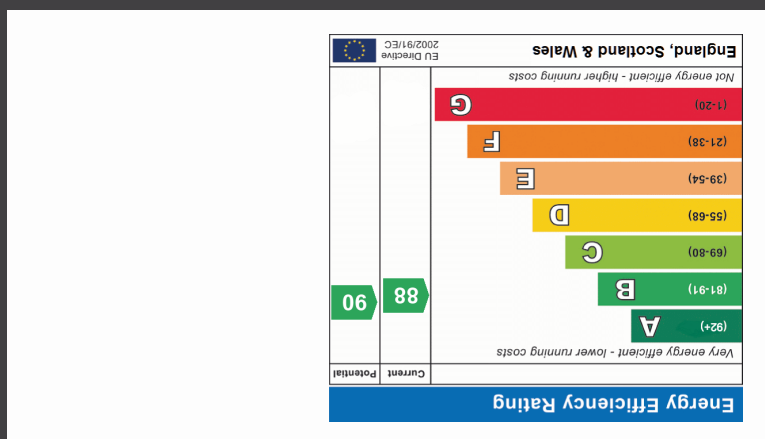 Energy Efficiency Rating
Current Potential
Very energy efficient - lower running costs
(92+) A
(81-91) B
(69-80) C
(55-68) D
(39-54) E
(21-38) F
(1-20) G
88
90
Not energy efficient - higher running costs
England, Scotland & Wales
EU Directive
2002/91/EC